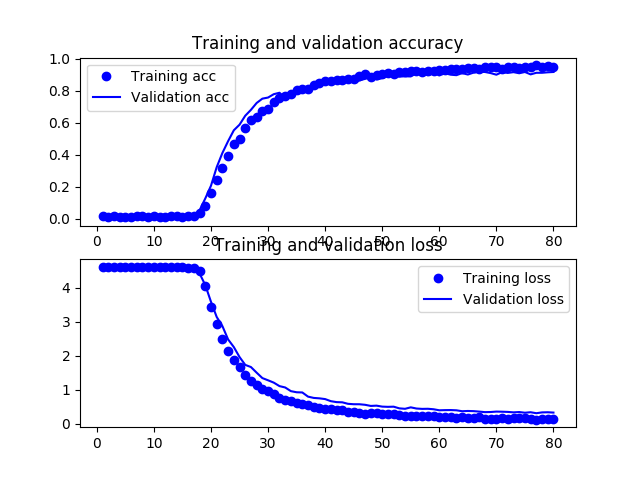 Training and validation accuracy
1.0
0.8
0.6
0.4
0.2
0.0
Training acc
Validation acc
0 10 20 30 40 50 60 70 80
Training and validation loss
4
3
2
1
0
Training loss
Validation loss
0 10 20 30 40 50 60 70 80